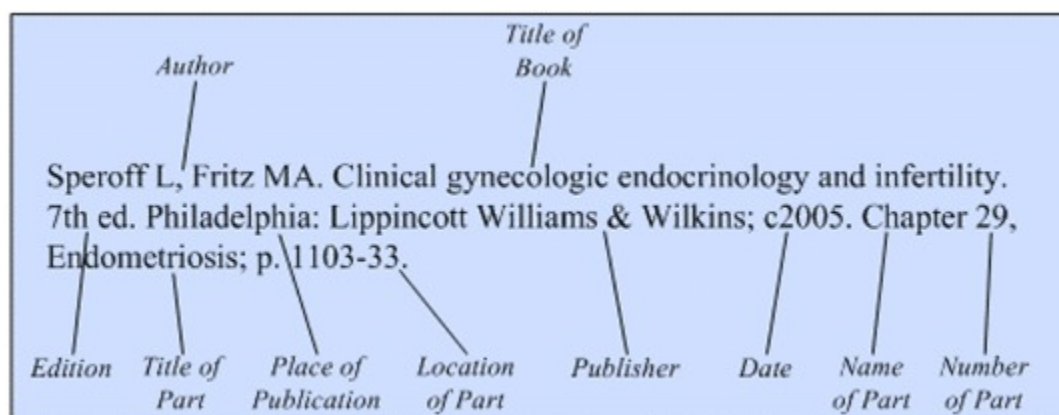 Title of
Author Book
Speroff L, Fritz MA. Clinical gynecologic endocrinology and infertility.
7th ed. Philadelphia: Lippincott Williams & Wilkins; c2005. Chapter 29,
Endometriosis; p. 1103-33.
Edition Title of Place of Location Publisher Date Name Number
Part Publication of Part of Part of Part